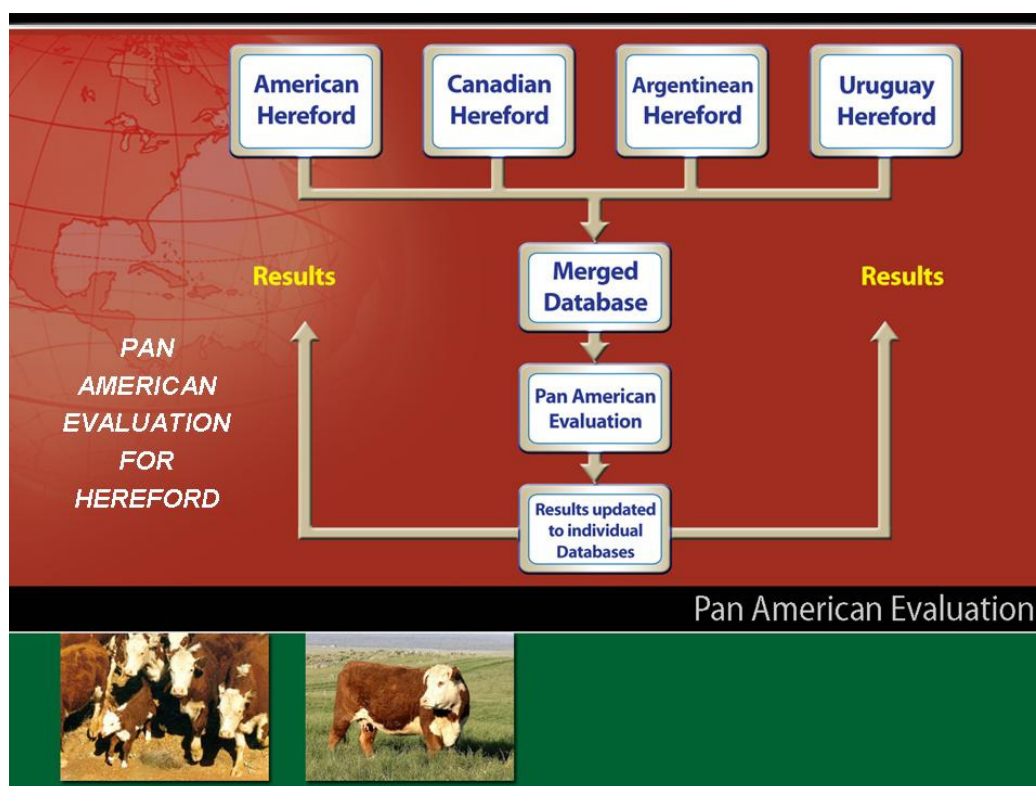 American
Hereford
Canadian
Hereford
Argentinean
Hereford
Uruguay
Hereford
Merged
Database
Results
Results
PAN
AMERICAN
EVALUATION
FOR
HEREFORD
Pan American
Evaluation
Results updated
to individual
Databases
Pan American Evaluation